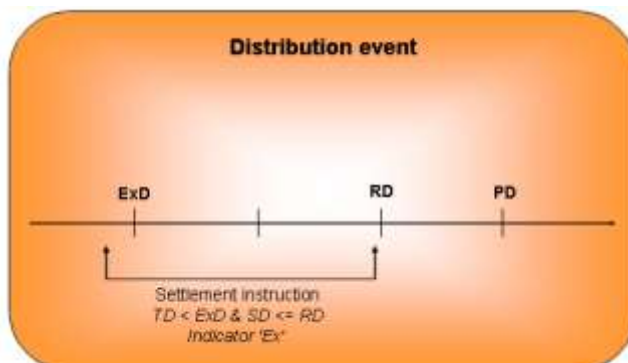 Distribution event
ExD RD PD
Settlement instruction
TD < ExD & SD <= RD
Indicator 'Ex'